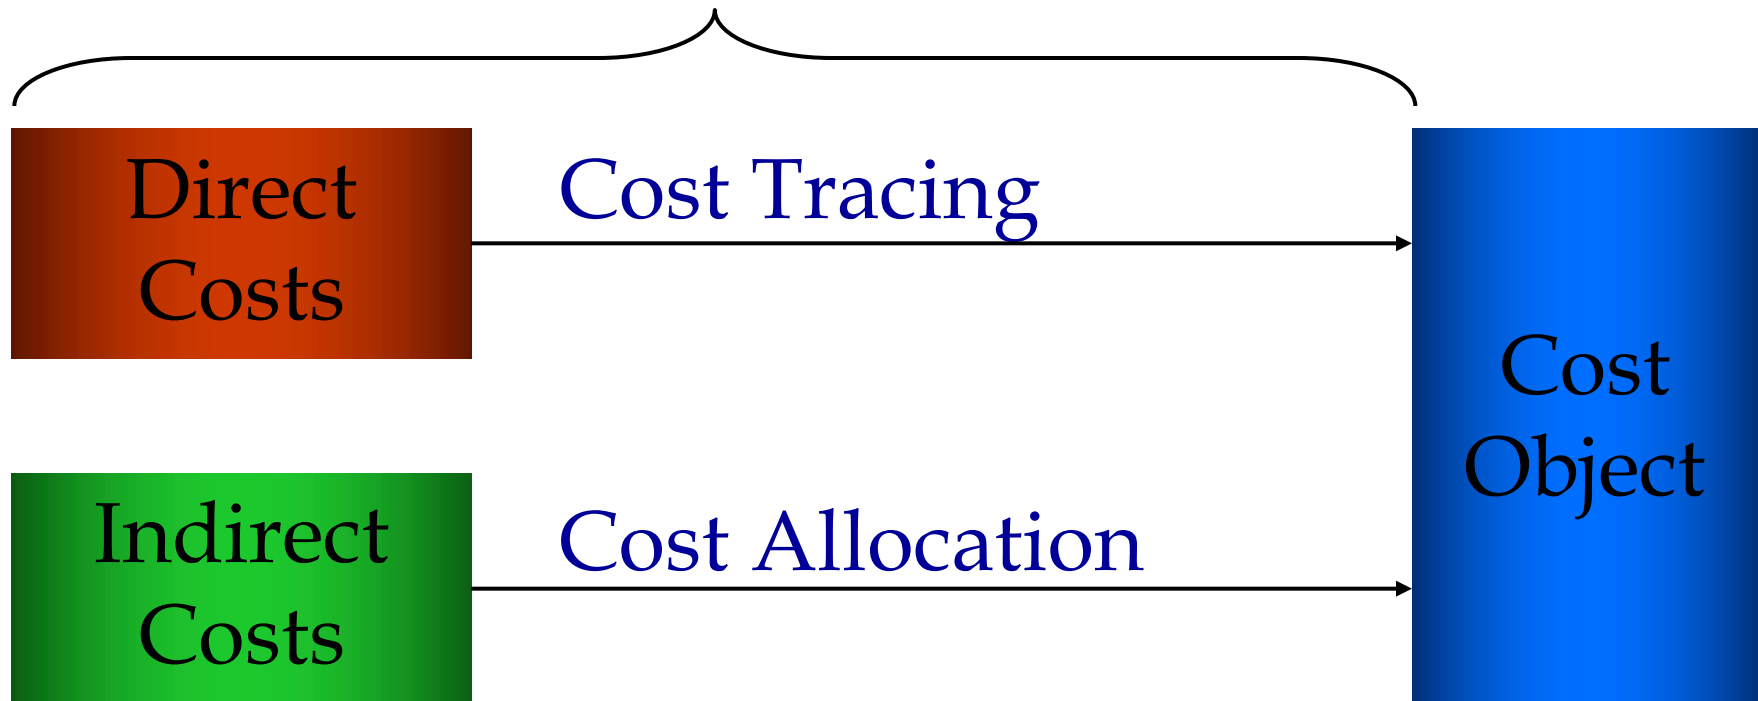 Direct
Costs
Cost Tracing
Indirect
Costs
Cost Allocation
Cost
Object